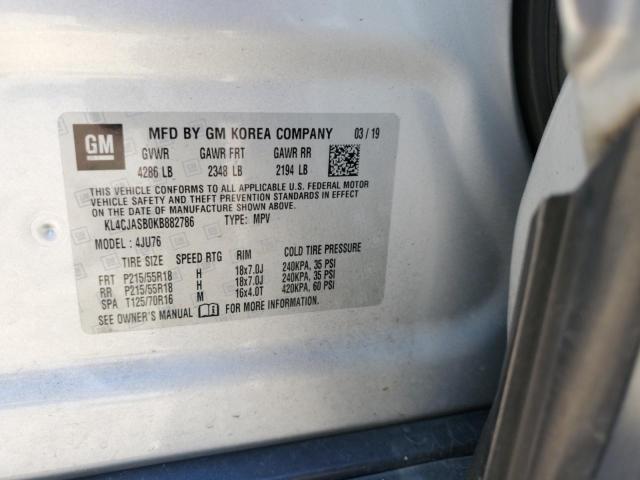 GM
MFD BY GM KOREA COMPANY 03/19
GVWR GAWR FRT GAWR RR
4286 LB 2348 LB 2194 LB
THIS VEHICLE CONFORMS TO ALL APPLICABLE U.S. FEDERAL MOTOR
VEHICLE SAFETY, BUMPER, AND THEFT PREVENTION STANDARDS IN EFFECT
ON THE DATE OF MANUFACTURE SHOWN ABOVE.
KL4CJASB0KB882786 TYPE: MPV
MODEL: 4JU76
TIRE SIZE SPEED RTG RIM COLD TIRE PRESSURE
FRT P215/55R18 H 18x7.0J 240KPA, 35 PSI
RR P215/55R18 H 18x7.0J 240KPA, 35 PSI
SPA T125/70R16 M 16x4.0T 420KPA, 60 PSI
SEE OWNER'S MANUAL FOR MORE INFORMATION.